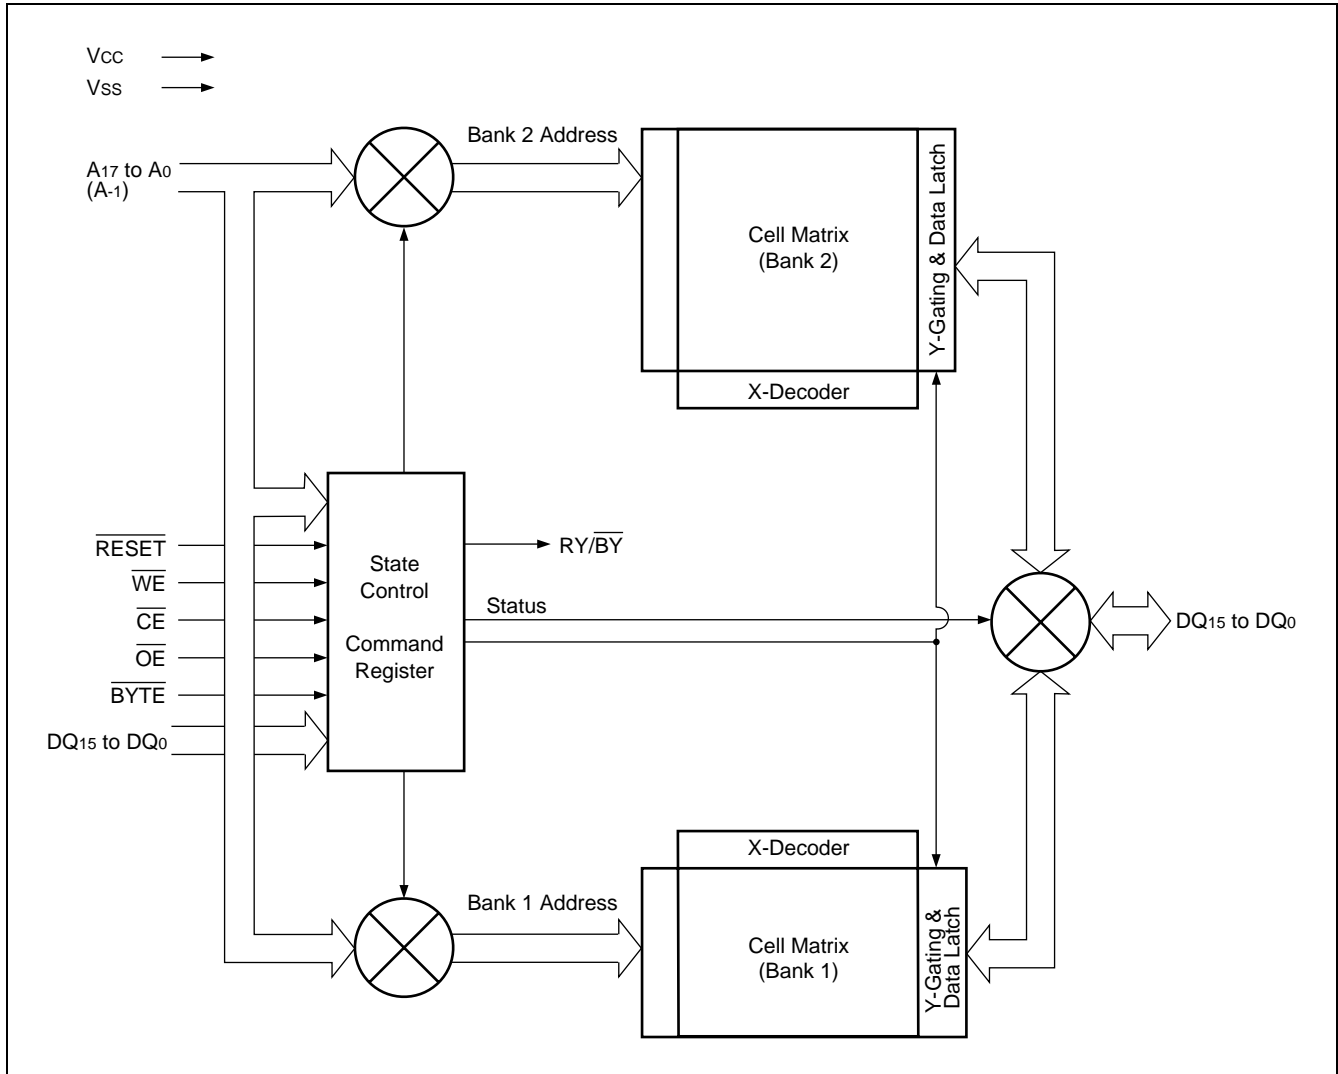 VCC
VSS
A17 to A0
(A-1)
Bank 2 Address
Cell Matrix
(Bank 2)
Y-Gating & Data Latch
X-Decoder
RESET
WE
CE
OE
BYTE
DQ15 to DQ0
State
Control
Command
Register
RY/BY
Status
DQ15 to DQ0
Bank 1 Address
X-Decoder
Cell Matrix
(Bank 1)
Y-Gating &
Data Latch